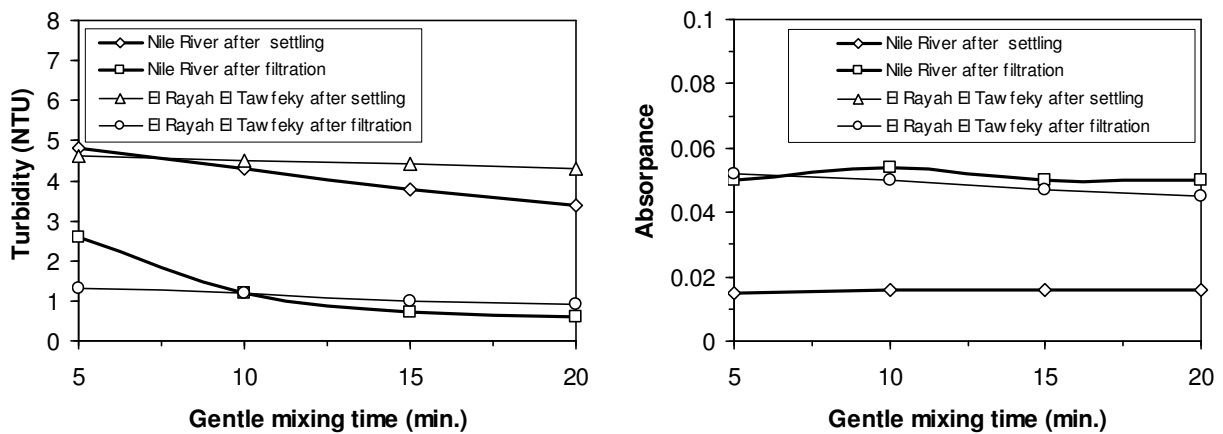 8
7
6
5
4
3
2
1
0
Turbidity (NTU)
Nile River after settling
Nile River after filtration
El Rayah El Tawfeky after settling
El Rayah El Tawfeky after filtration
5 10 15 20
Gentle mixing time (min.)
0.1
0.08
0.06
0.04
0.02
0
Absorpance
Nile River after settling
Nile River after filtration
El Rayah El Tawfeky after settling
El Rayah El Tawfeky after filtration
5 10 15 20
Gentle mixing time (min.)